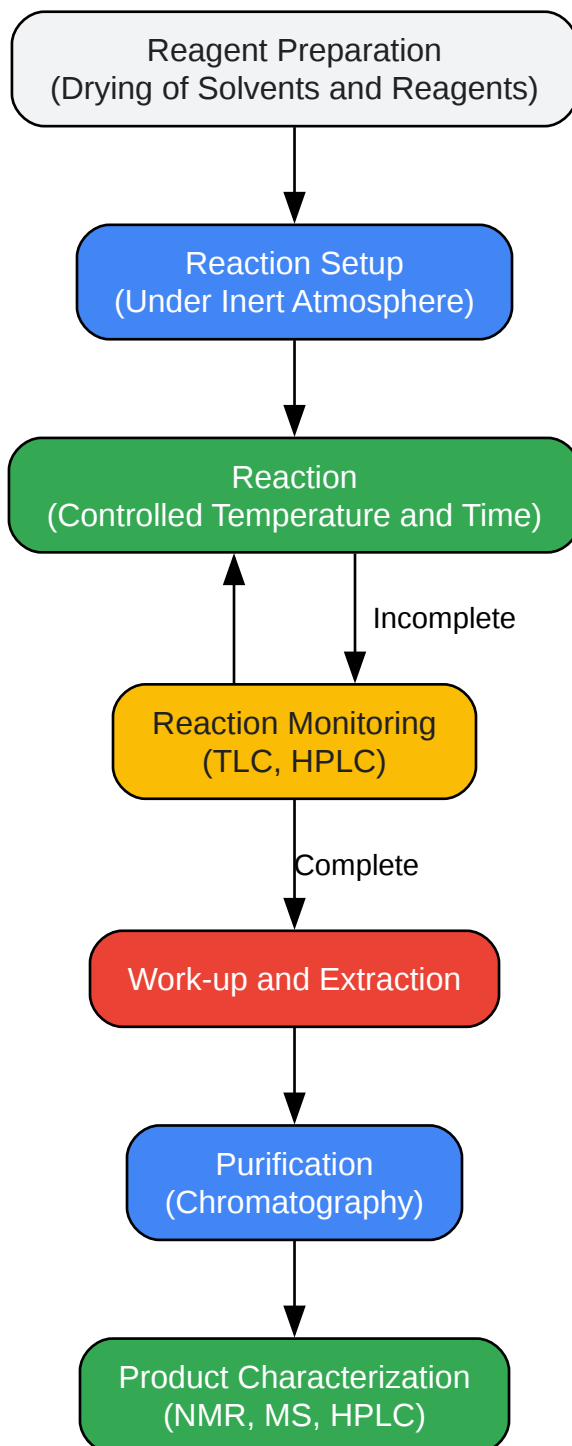 Reagent Preparation
(Drying of Solvents and Reagents)
Reaction Setup
(Under Inert Atmosphere)
Reaction
(Controlled Temperature and Time)
Incomplete
Reaction Monitoring
(TLC, HPLC)
Complete
Work-up and Extraction
Purification
(Chromatography)
Product Characterization
(NMR, MS, HPLC)